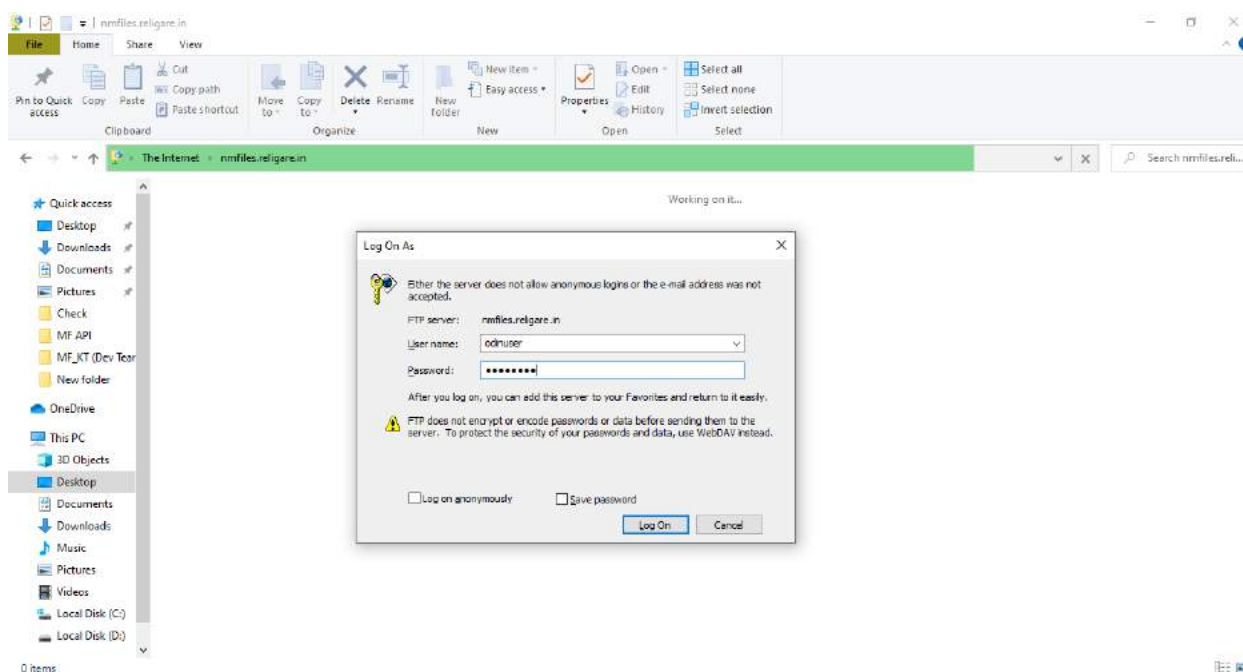 nmfiles.religare.in
File Home Share View
Pin to Quick access
Copy
Paste
Cut
Copy path
Paste shortcut
Clipboard
Move to
Copy to
Delete
Rename
Organize
New folder
New item
Easy access
New
Properties
Open
Edit
History
Open
Select all
Select none
Invert selection
Select
The Internet nmfiles.religare.in
Search nmfiles.reli...
Quick access
Desktop
Downloads
Documents
Pictures
Check
MF API
MF_KT (Dev Tear
New folder
OneDrive
This PC
3D Objects
Desktop
Documents
Downloads
Music
Pictures
Videos
Local Disk (C:)
Local Disk (D:)
0 items
Working on it...
Log On As
Either the server does not allow anonymous logins or the e-mail address was not
accepted.
FTP server: nmfiles.religare.in
User name: odinuser
Password: ●●●●●●●●
After you log on, you can add this server to your Favorites and return to it easily.
FTP does not encrypt or encode passwords or data before sending them to the
server. To protect the security of your passwords and data, use WebDAV instead.
Log on anonymously Save password
Log On Cancel